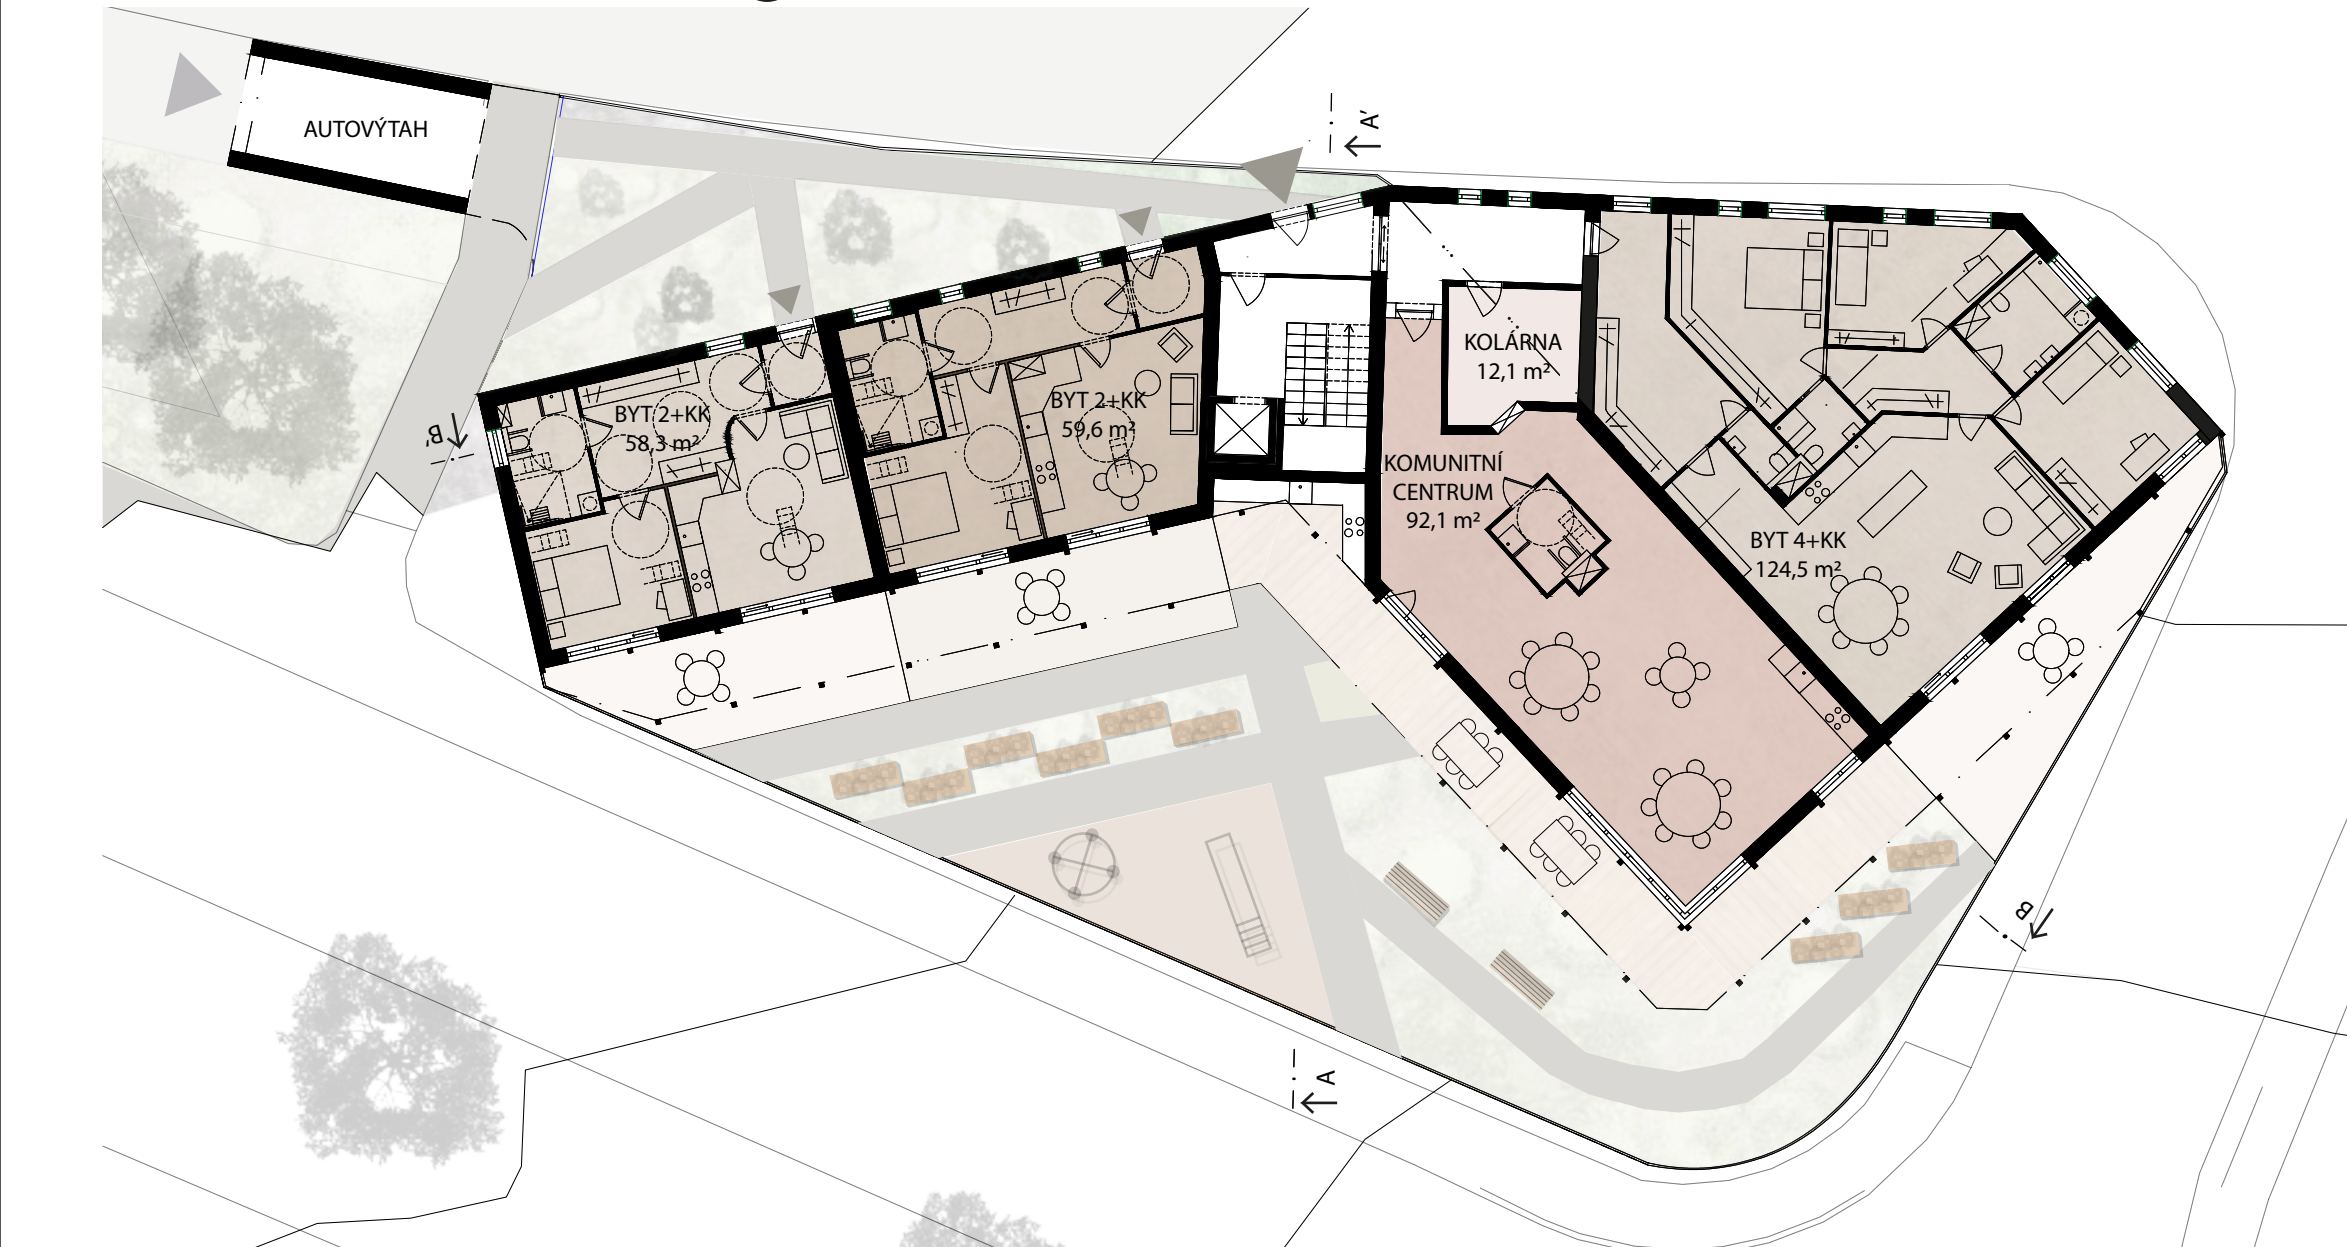 AUTOVÝTAH
A'
KOLÁRNA
12,1 m²
BYT 2+KK
59,6 m²
BYT 2+KK
58,3 m²
B'
KOMUNITNÍ
CENTRUM
92,1 m²
BYT 4+KK
124,5 m²
B
A